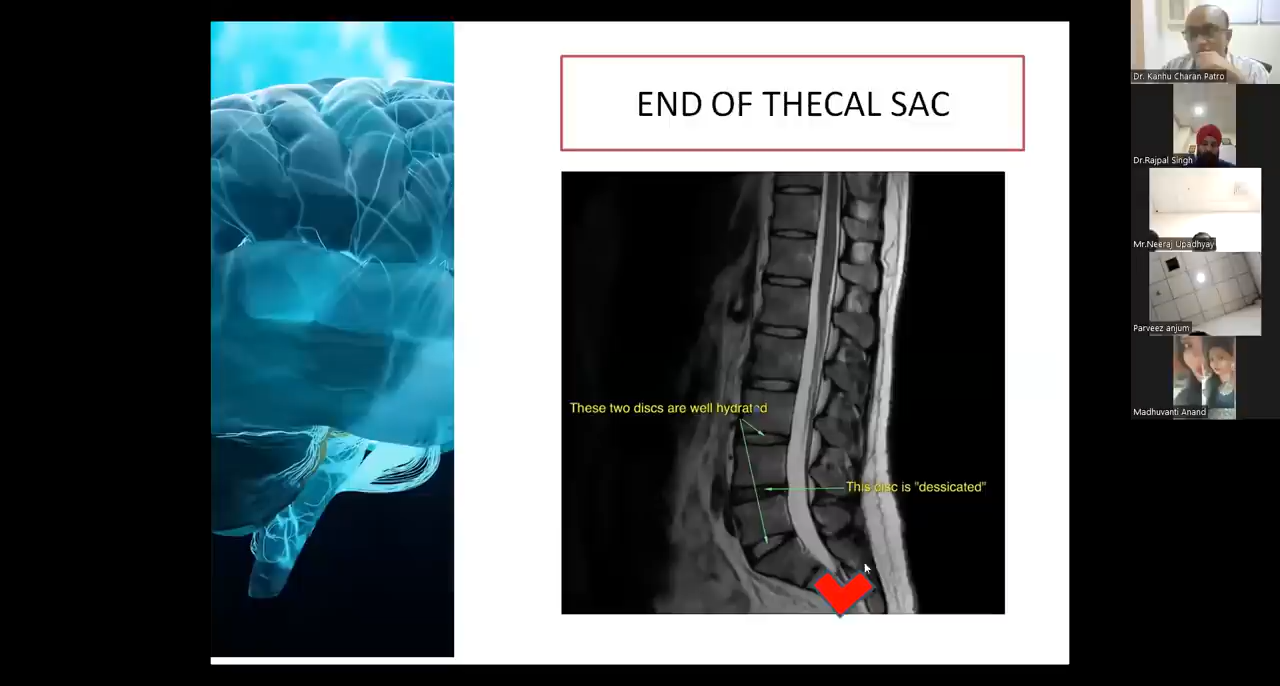 END OF THECAL SAC
These two discs are well hydrated
This disc is "dessicated"
Dr. Kanhu Charan Patro
Dr.Rajpal Singh
Mr.Neeraj Upadhyay
Parveez anjum
Madhuvanti Anand